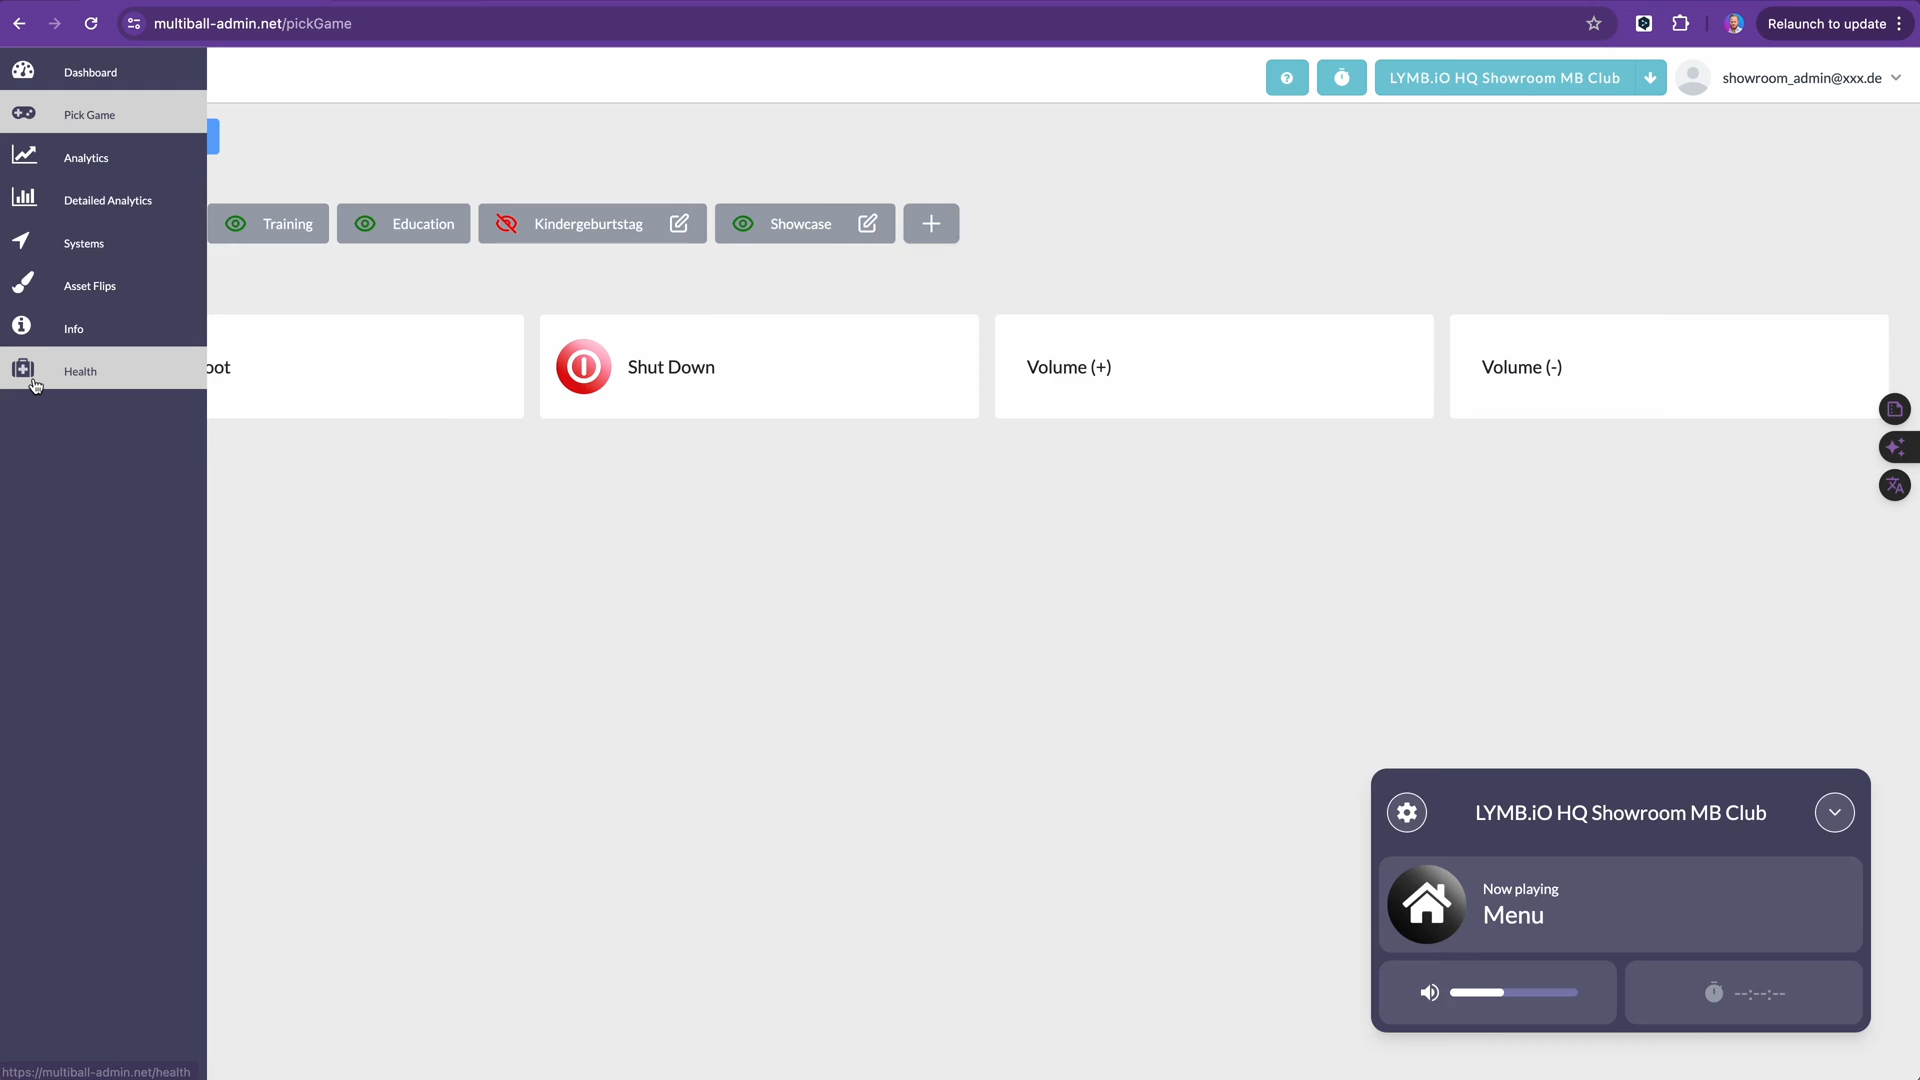 multiball-admin.net/pickGame
Relaunch to update
Dashboard
LYMB.iO HQ Showroom MB Club
showroom_admin@xxx.de
Pick Game
Analytics
Detailed Analytics
Training
Education
Kindergeburtstag
Showcase
Systems
Asset Flips
Info
Health
oot
Shut Down
Volume (+)
Volume (-)
LYMB.iO HQ Showroom MB Club
Now playing
Menu
--:--:--
https://multiball-admin.net/health